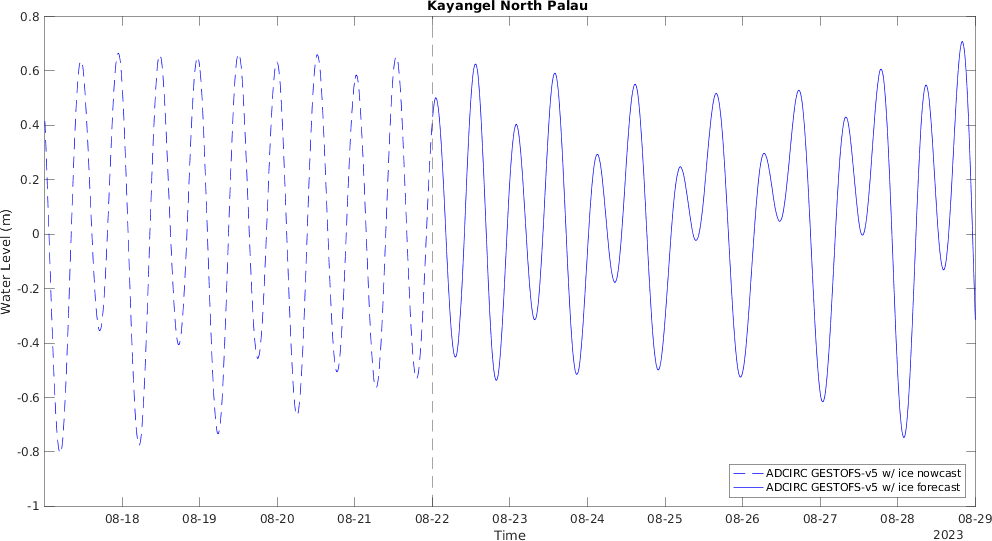 Kayangel North Palau
Water Level (m)
0.8
0.6
0.4
0.2
0
-0.2
-0.4
-0.6
-0.8
-1
ADCIRC GESTOFS-v5 w/ ice nowcast
ADCIRC GESTOFS-v5 w/ ice forecast
08-18 08-19 08-20 08-21 08-22 08-23 08-24 08-25 08-26 08-27 08-28 08-29
Time
2023